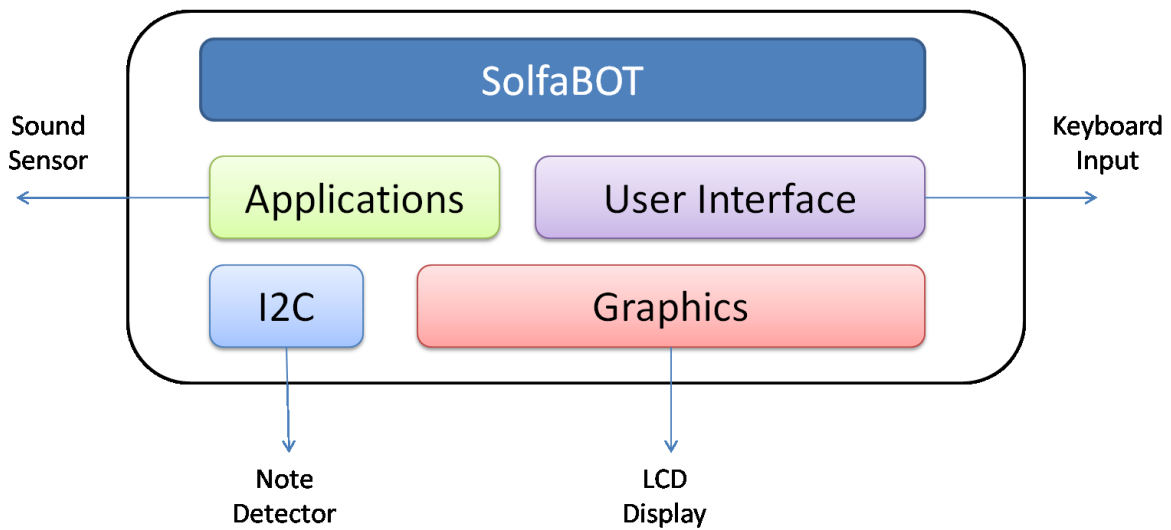 SolfaBOT
Sound
Sensor
Keyboard
Input
Applications
User Interface
I2C
Graphics
Note
Detector
LCD
Display